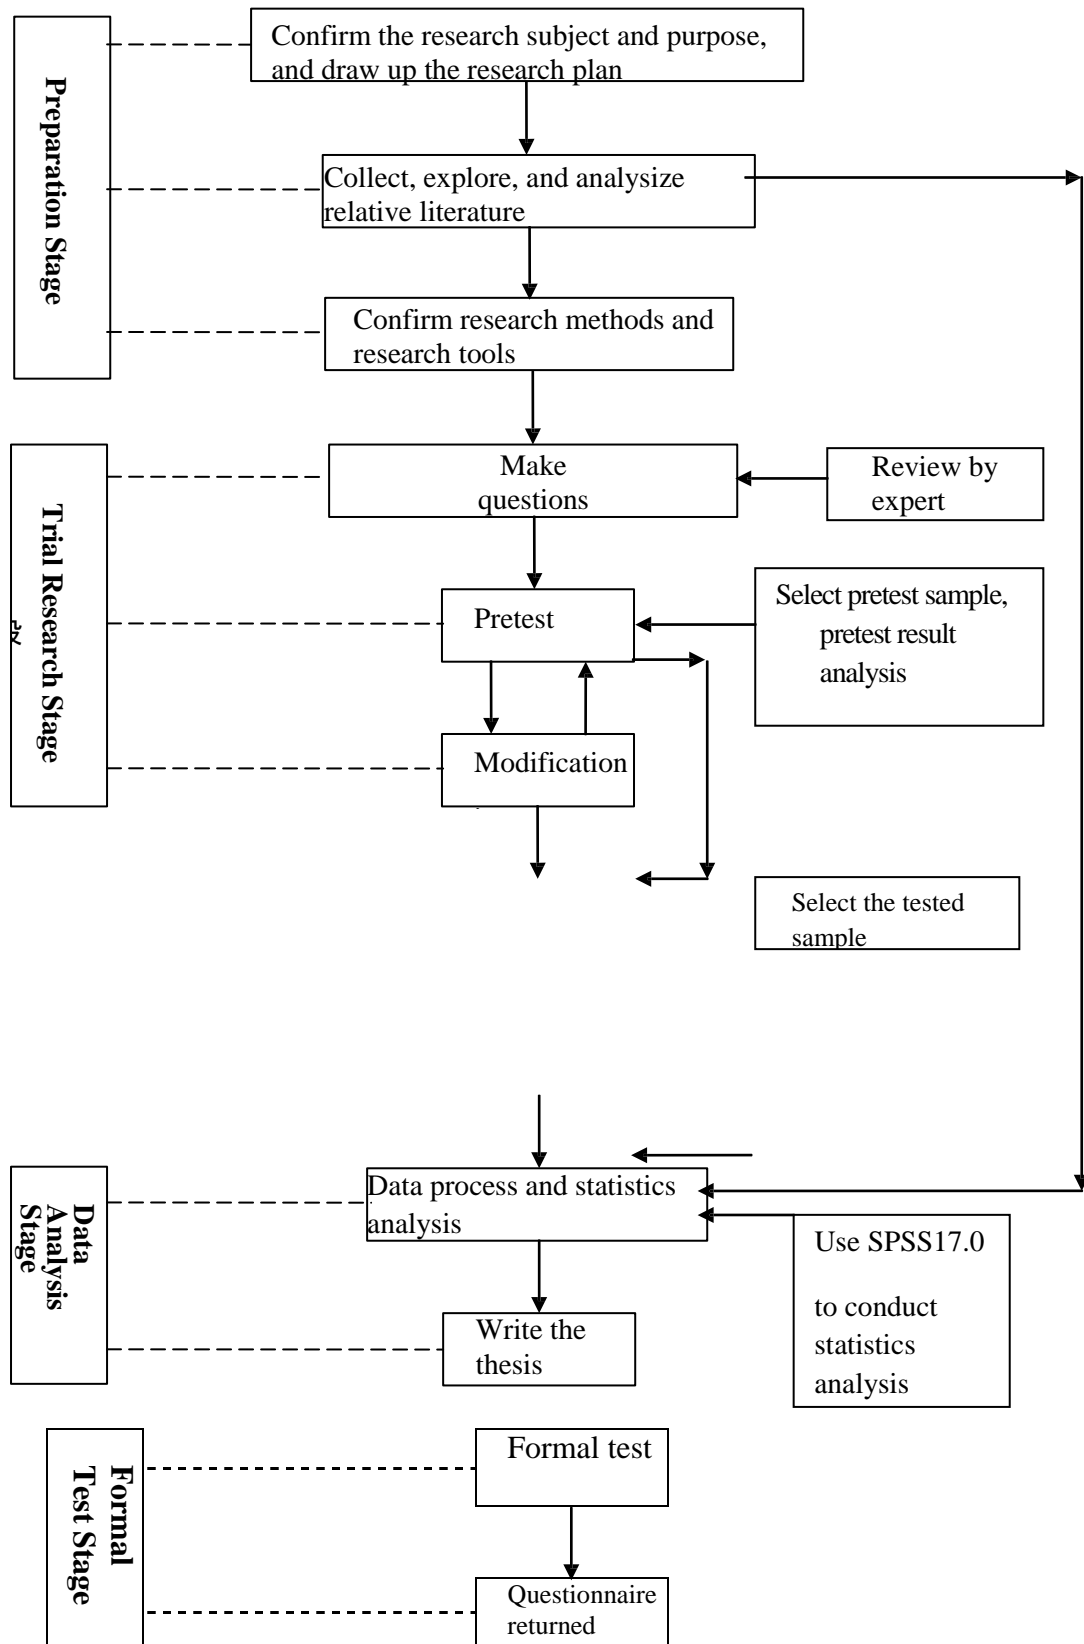 Preparation Stage
Confirm the research subject and purpose,
and draw up the research plan
Collect, explore, and analysize
relative literature
Confirm research methods and
research tools
Trial Research Stage
Make
questions
Review by
expert
Pretest
Select pretest sample,
pretest result
analysis
Modification
Select the tested
sample
Data
Analysis
Stage
Data process and statistics
analysis
Use SPSS17.0
to conduct
statistics
analysis
Write the
thesis
Formal
Test Stage
Formal test
Questionnaire
returned